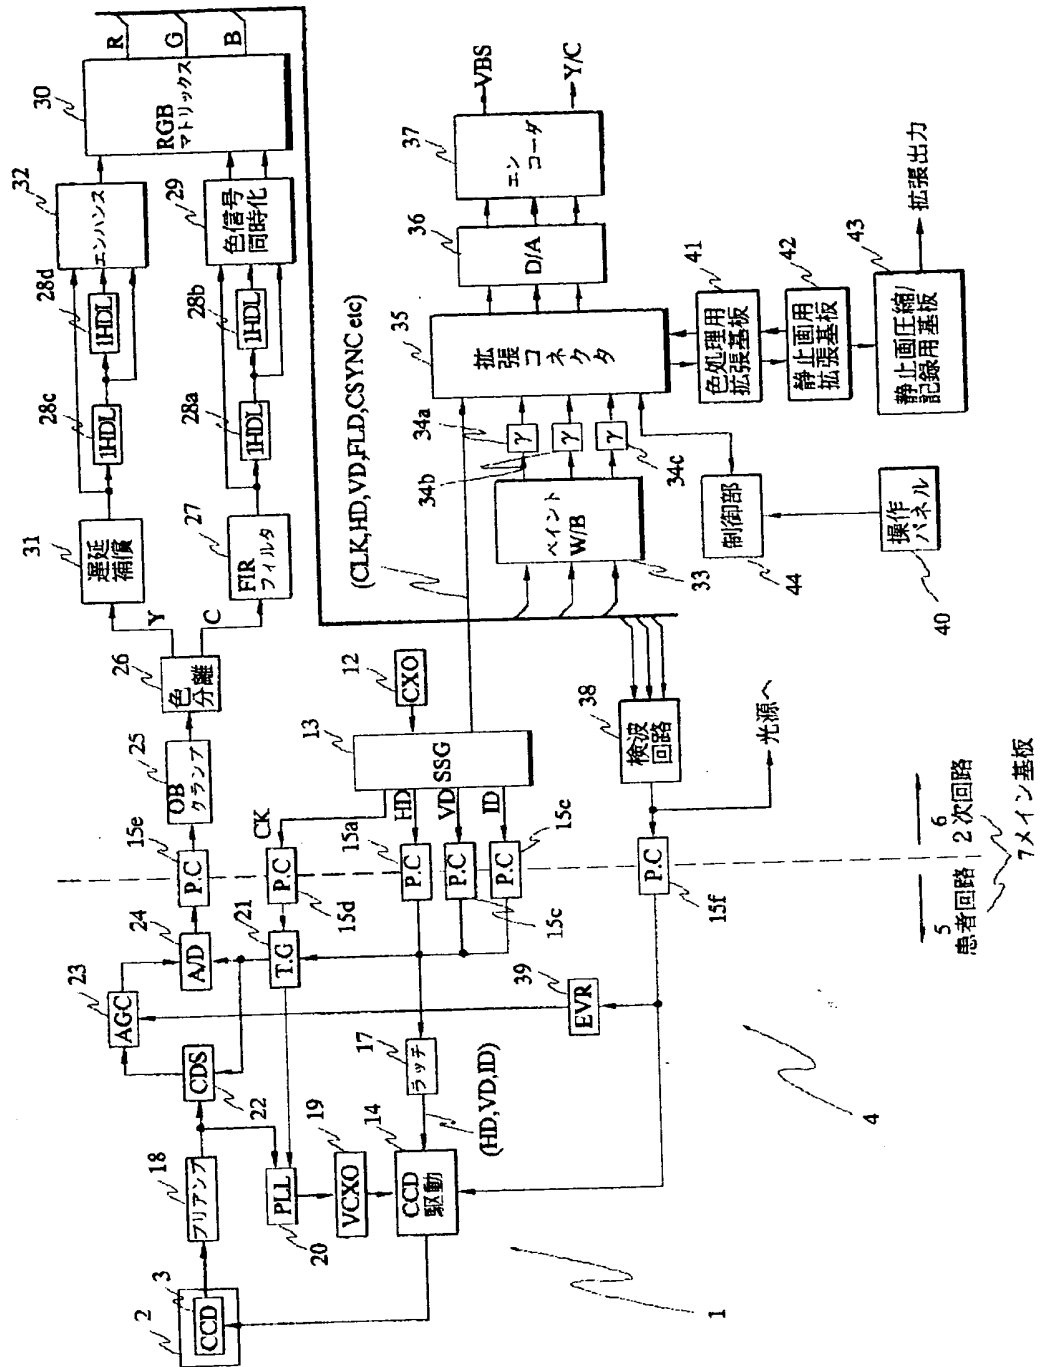 2
3
CCD
18
プリアンプ
22
CDS
23
AGC
24
A/D
15e
P.C
25
OB
クランプ
26
色
分離
Y
C
31
遅延
補償
27
FIR
フィルタ
28c
1HDL
28d
1HDL
28a
1HDL
28b
1HDL
32
エンハンス
29
色信号
同時化
30
RGB
マトリックス
R
G
B
20
PLL
19
VCXO
14
CCD
駆動
17
ラッチ
(HD,VD,ID)
21
T.G
15d
P.C
CK
15a
P.C
HD
P.C
VD
15c
P.C
ID
15c
13
SSG
12
CXO
(CLK,HD,VD,FLD,CSYNC etc)
39
EVR
15f
P.C
38
検波
回路
光源へ
33
ペイント
W/B
34a
γ
34b
γ
34c
γ
35
拡張
コネクタ
36
D/A
37
エン
コーダ
VBS
Y/C
41
色処理用
拡張基板
42
静止画用
拡張基板
43
静止画圧縮/
記録用基板
拡張出力
44
制御部
40
操作
パネル
1
4
5
患者回路
6
2次回路
7メイン基板